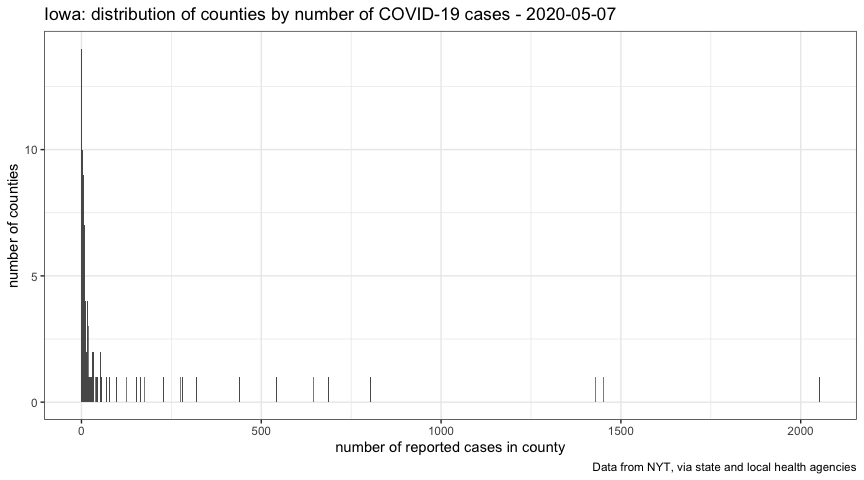 Iowa: distribution of counties by number of COVID-19 cases - 2020-05-07
number of counties
10
5
0
0 500 1000 1500 2000
number of reported cases in county
Data from NYT, via state and local health agencies